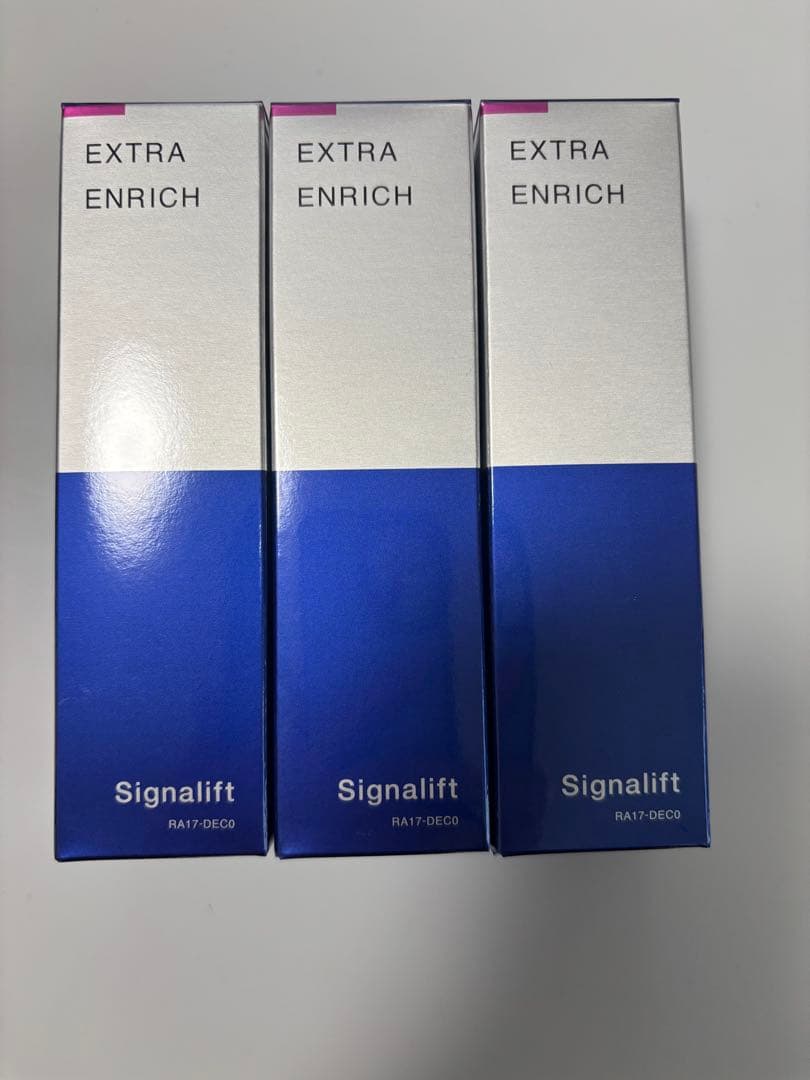 EXTRA
ENRICH
Signalift
RA17-DEC0
EXTRA
ENRICH
Signalift
RA17-DEC0
EXTRA
ENRICH
Signalift
RA17-DEC0